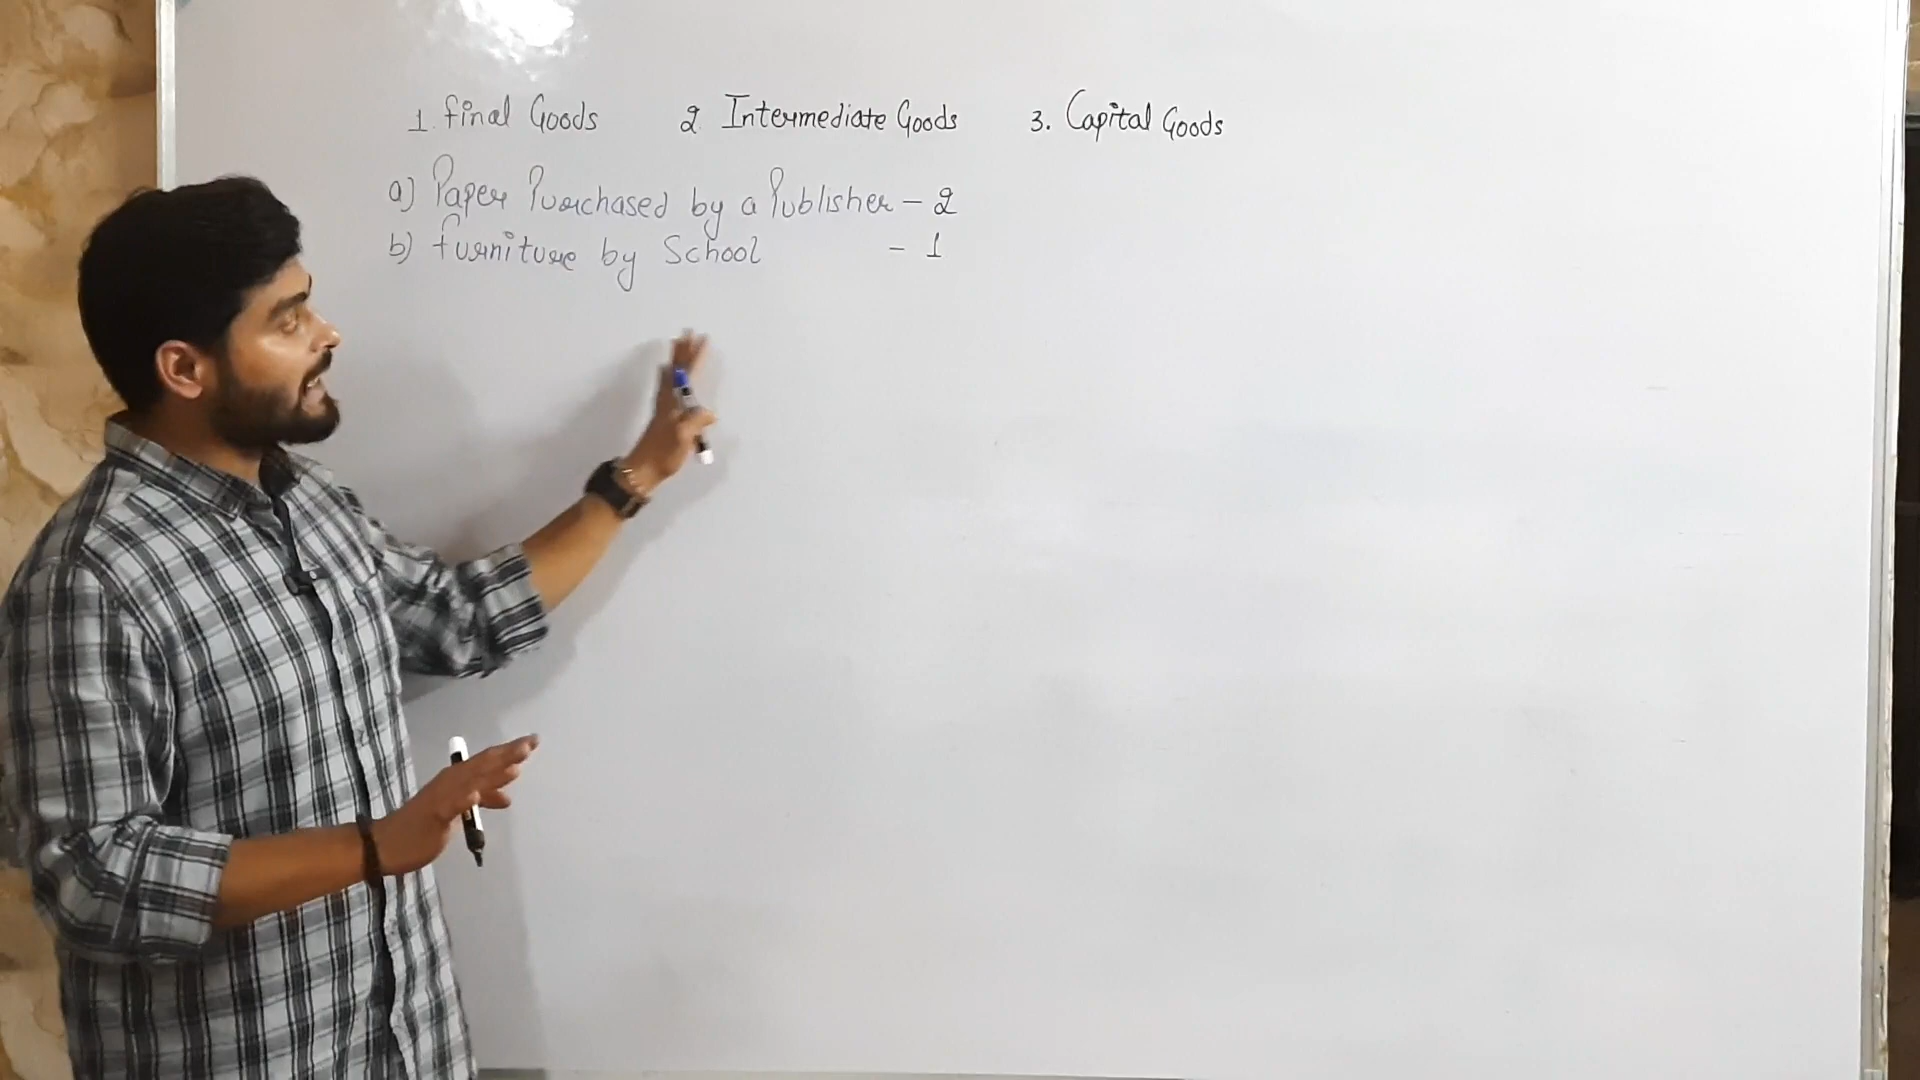 1. Final Goods 2 Intermediate Goods 3. Capital Goods
a) Paper Purchased by a Publisher - 2
b) furniture by School - 1